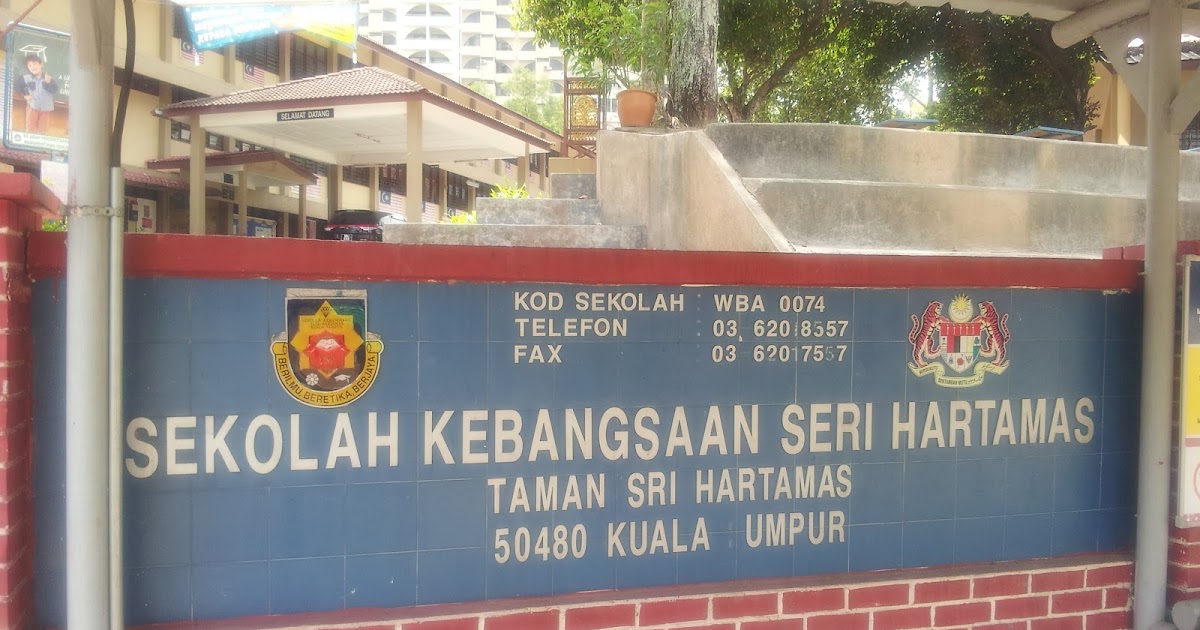 SELAMAT DATANG
KOD SEKOLAH : WBA 0074
TELEFON : 03 62018557
FAX : 03 62017557
BERILMU, BERETIKA, BERJAYA
SEKOLAH KEBANGSAAN SERI HARTAMAS
TAMAN SRI HARTAMAS
50480 KUALA UMPUR